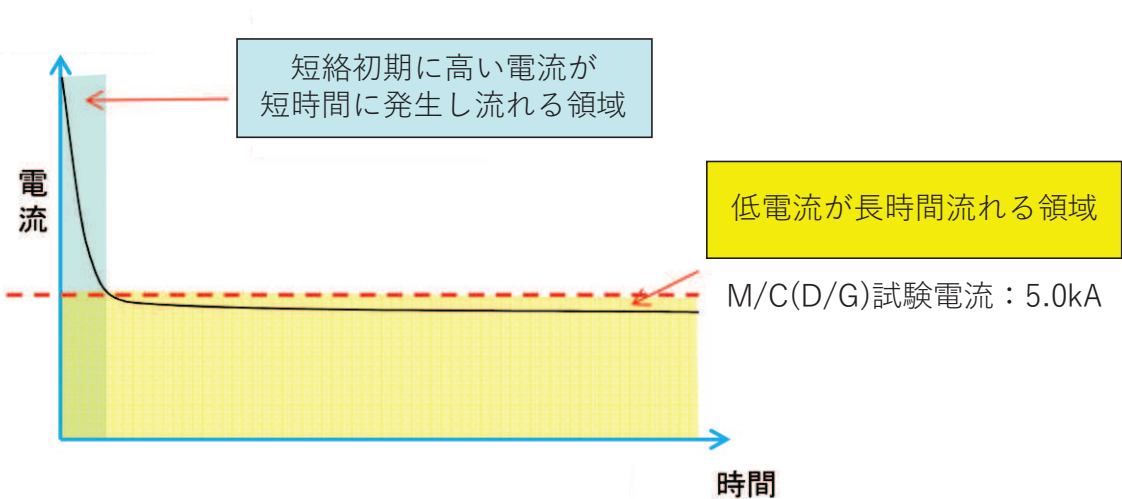 短絡初期に高い電流が
短時間に発生し流れる領域
電流
低電流が長時間流れる領域
M/C(D/G)試験電流：5.0kA
時間